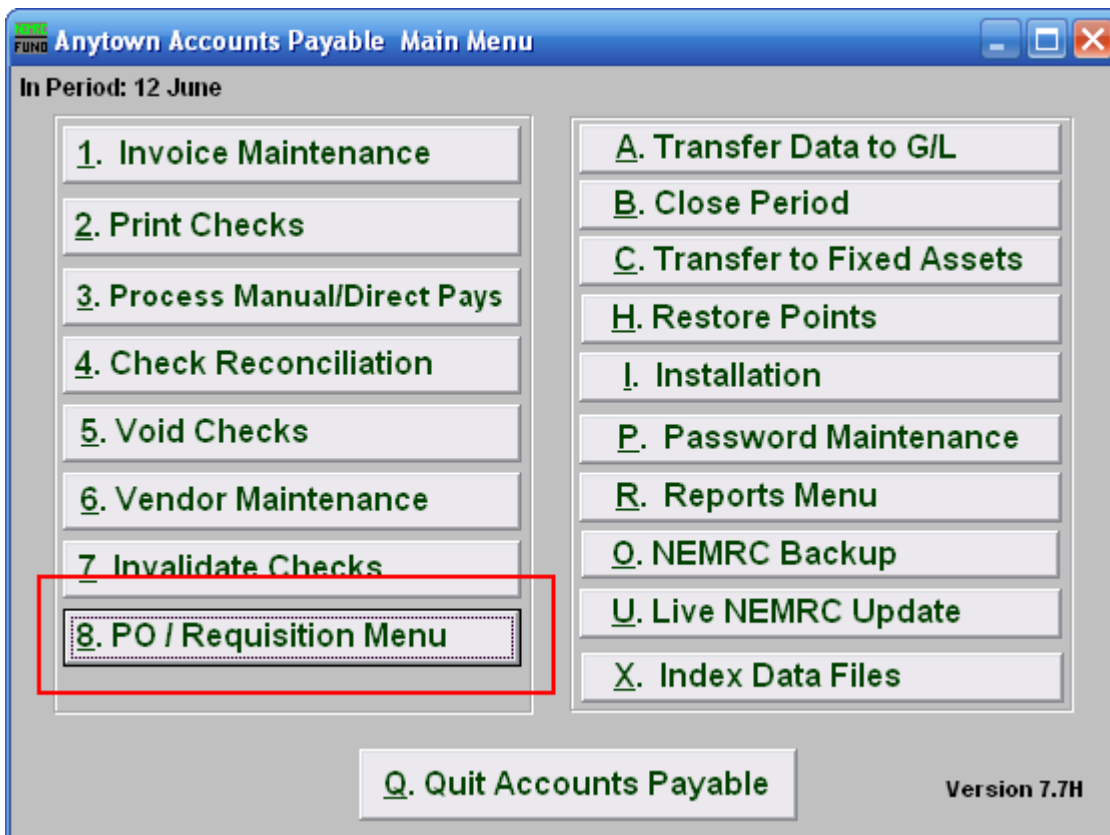 NEMRC
FUND Anytown Accounts Payable Main Menu
In Period: 12 June
1. Invoice Maintenance
2. Print Checks
3. Process Manual/Direct Pays
4. Check Reconciliation
5. Void Checks
6. Vendor Maintenance
7. Invalidate Checks
8. PO / Requisition Menu
A. Transfer Data to G/L
B. Close Period
C. Transfer to Fixed Assets
H. Restore Points
I. Installation
P. Password Maintenance
R. Reports Menu
O. NEMRC Backup
U. Live NEMRC Update
X. Index Data Files
Q. Quit Accounts Payable
Version 7.7H